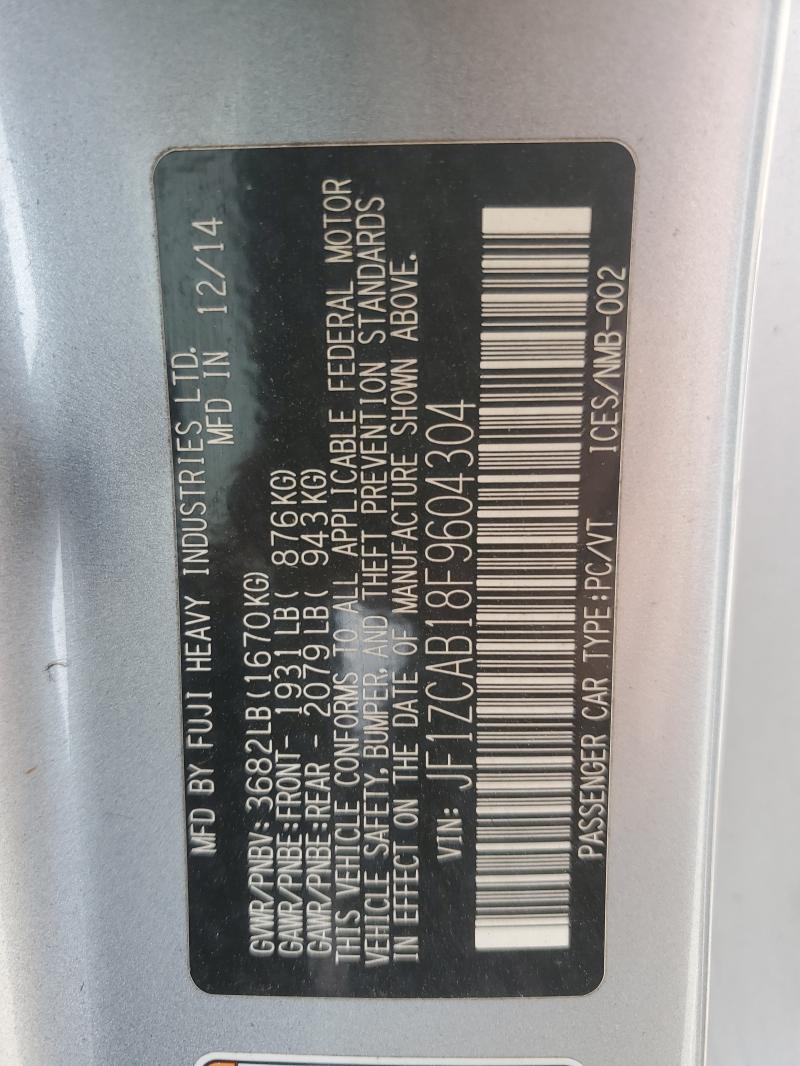 MFD BY FUJI HEAVY INDUSTRIES LTD.
MFD IN 12/14
GVWR/PNBV: 3682LB(1670KG)
GAWR/PNBE:FRONT- 1931LB( 876KG)
GAWR/PNBE:REAR - 2079LB( 943KG)
THIS VEHICLE CONFORMS TO ALL APPLICABLE FEDERAL MOTOR
VEHICLE SAFETY, BUMPER, AND THEFT PREVENTION STANDARDS
IN EFFECT ON THE DATE OF MANUFACTURE SHOWN ABOVE.
VIN: JF1ZCAB18F9604304
PASSENGER CAR TYPE:PC/VT ICES/NMB-002